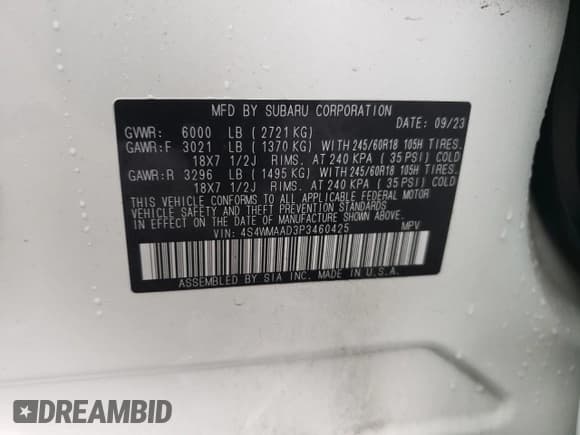 MFD BY SUBARU CORPORATION
GVWR: 6000 LB ( 2721 KG) DATE: 09/23
GAWR:F 3021 LB ( 1370 KG) WITH 245/60R18 105H TIRES.
18X7 1/2J RIMS. AT 240 KPA ( 35 PSI) COLD
GAWR:R 3296 LB ( 1495 KG) WITH 245/60R18 105H TIRES.
18X7 1/2J RIMS. AT 240 KPA ( 35 PSI) COLD
THIS VEHICLE CONFORMS TO ALL APPLICABLE FEDERAL MOTOR
VEHICLE SAFETY AND THEFT PREVENTION STANDARDS
IN EFFECT ON THE DATE OF MANUFACTURE SHOWN ABOVE.
VIN: 4S4WMAAD3P3460425 MPV
ASSEMBLED BY SIA INC. MADE IN U.S.A.
DREAMBID